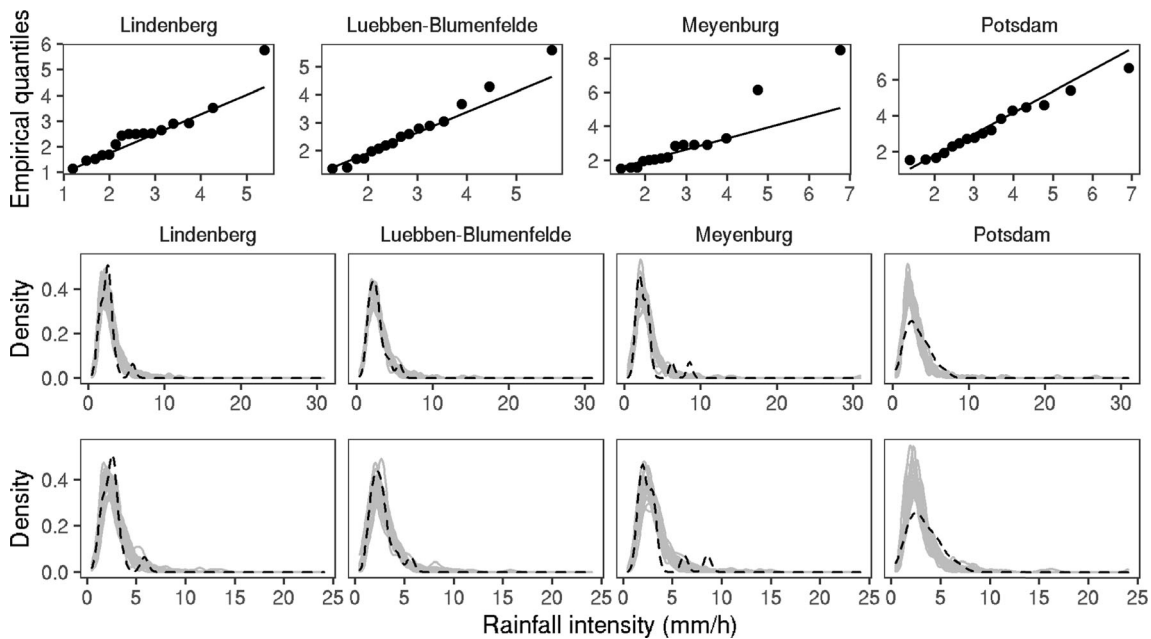 Lindenberg Luebben-Blumenfelde Meyenburg Potsdam
Empirical quantiles
6 5 4 3 2 1
5 4 3 2
8 6 4 2
6 4 2
1 2 3 4 5
2 3 4 5
2 3 4 5 6 7
2 3 4 5 6 7
Lindenberg Luebben-Blumenfelde Meyenburg Potsdam
Density
0.4
0.2
0.0
0 10 20 30 0 10 20 30 0 10 20 30 0 10 20 30
Density
0.4
0.2
0.0
0 5 10 15 20 25 0 5 10 15 20 25 0 5 10 15 20 25 0 5 10 15 20 25
Rainfall intensity (mm/h)